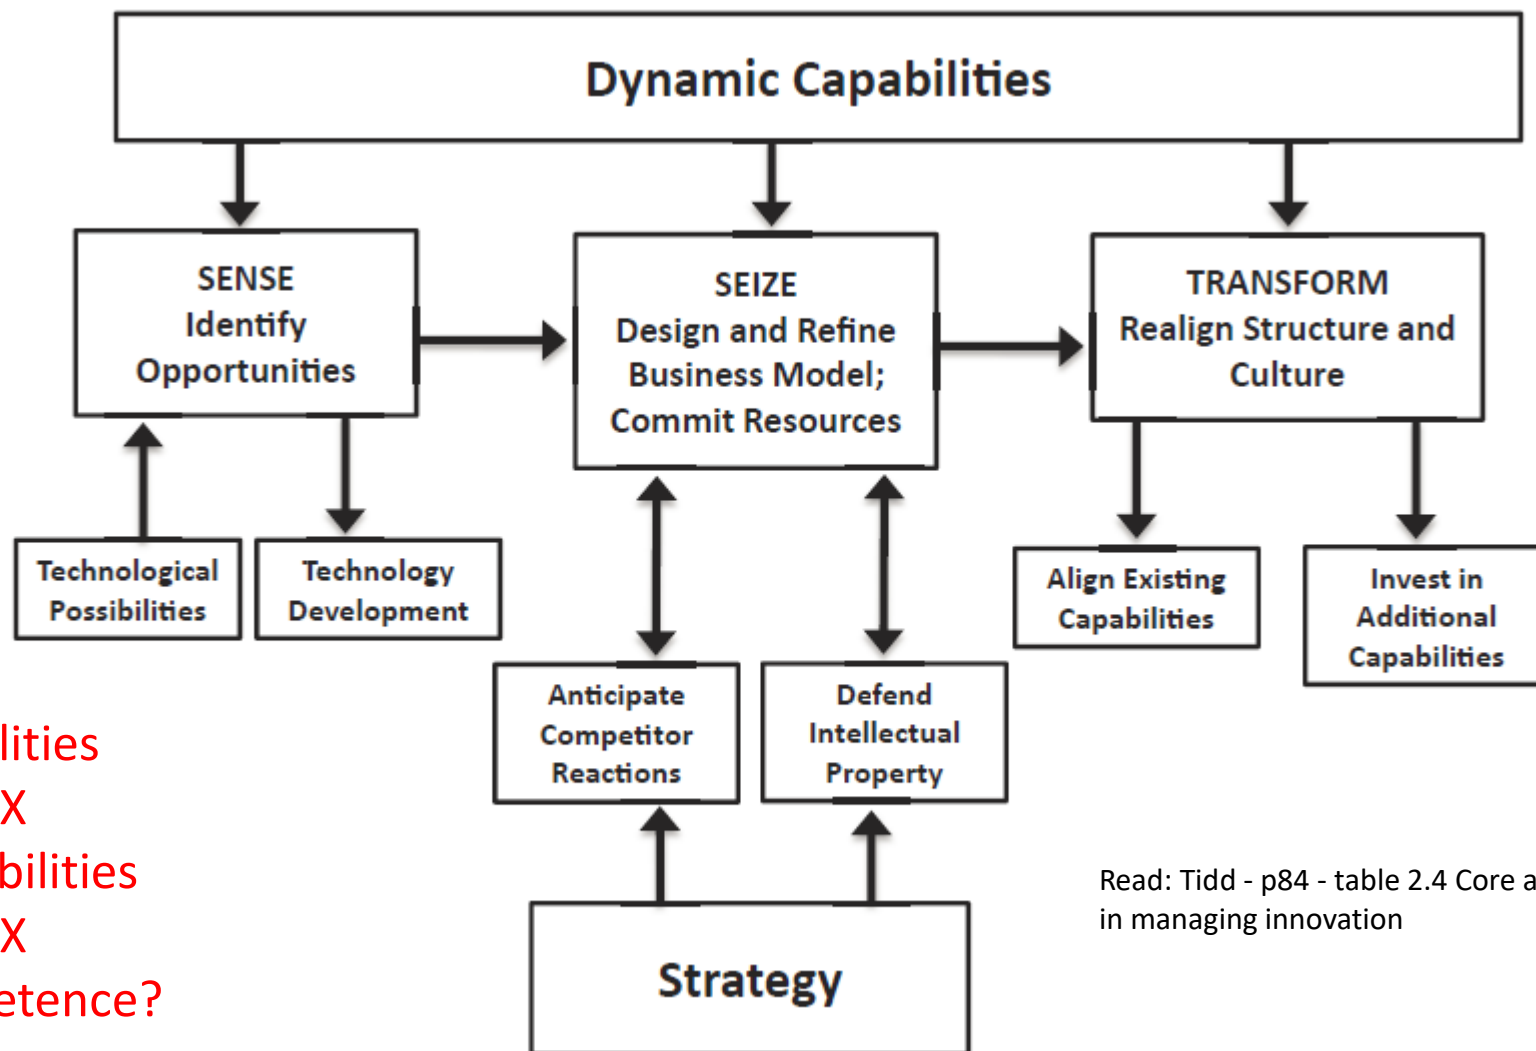 Dynamic Capabilities
SENSE
Identify
Opportunities
SEIZE
Design and Refine
Business Model;
Commit Resources
TRANSFORM
Realign Structure and
Culture
Technological
Possibilities
Technology
Development
Align Existing
Capabilities
Invest in
Additional
Capabilities
Anticipate
Competitor
Reactions
Defend
Intellectual
Property
lities
X
bilities
X
etence?
Strategy
Read: Tidd - p84 - table 2.4 Core a
in managing innovation